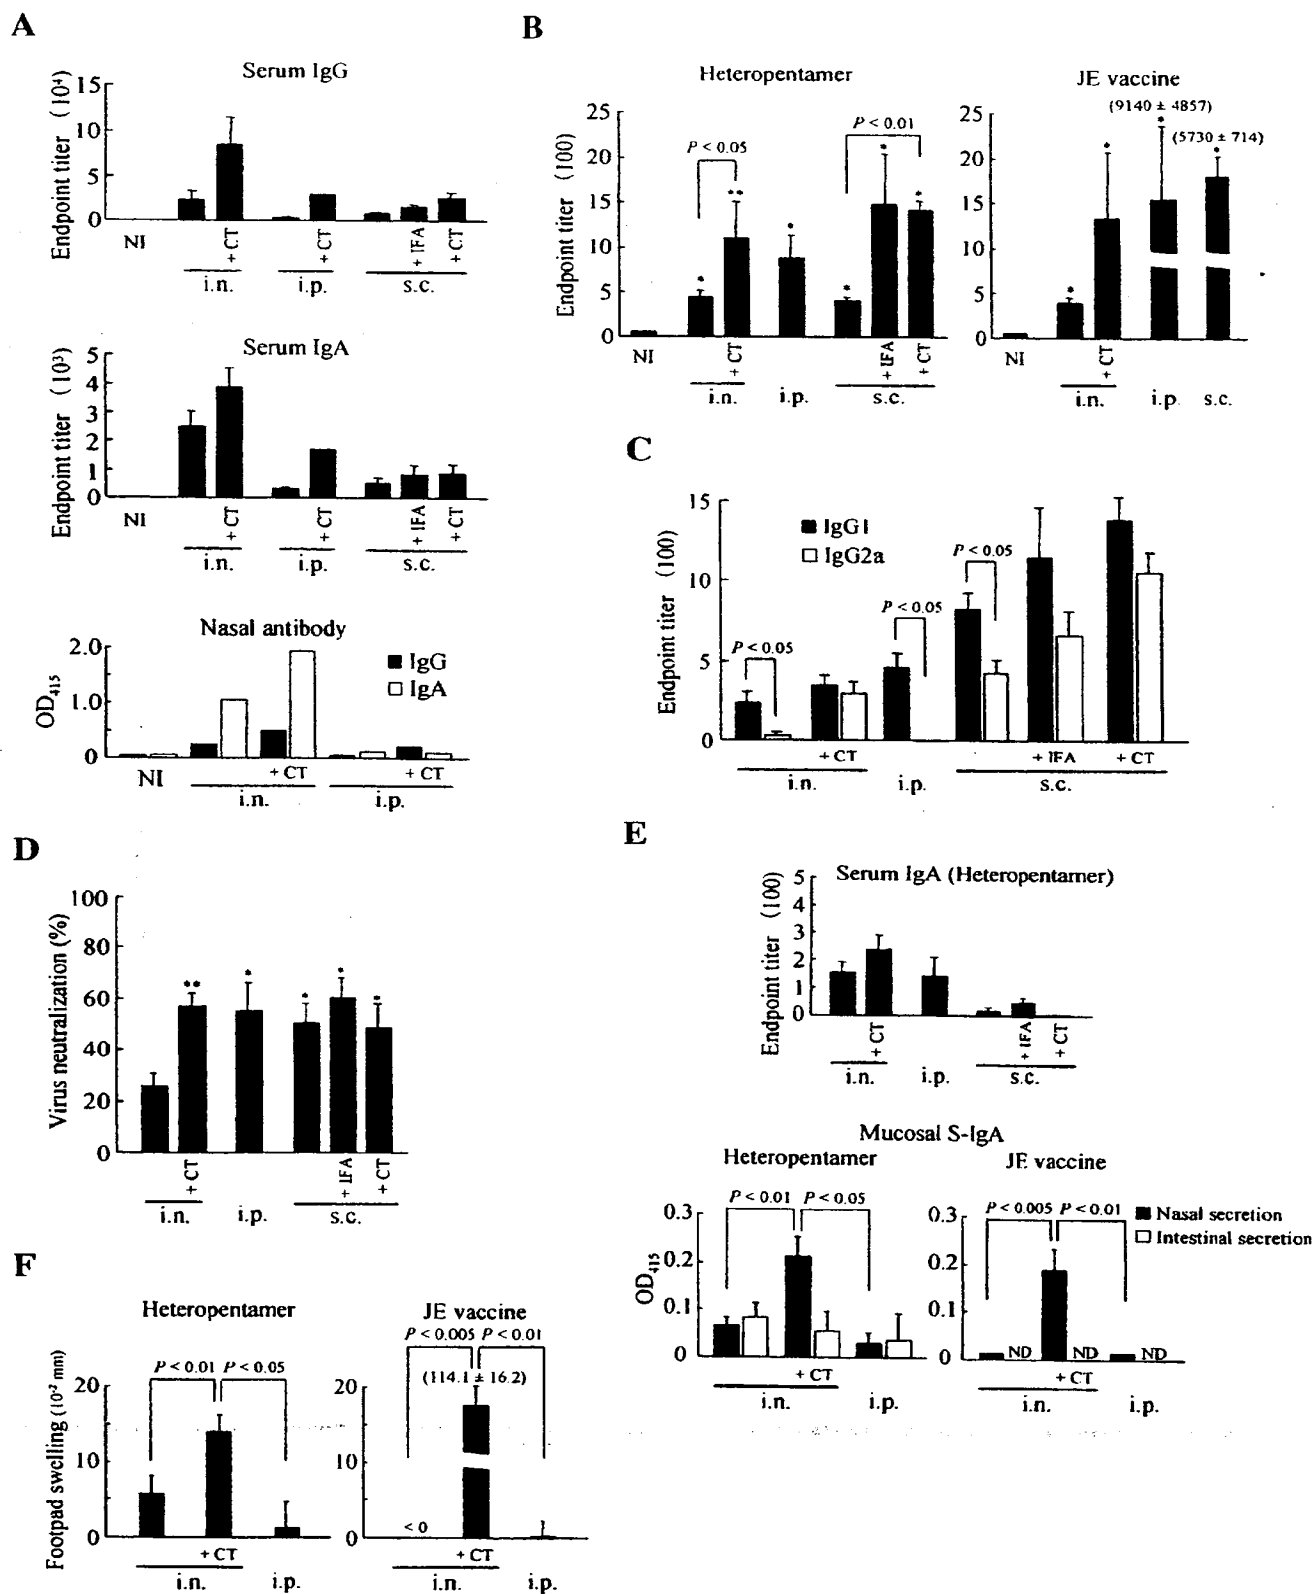 A
Serum IgG
Endpoint titer (10⁴)
15
10
5
0
NI
+ CT
+ CT
+ IFA
+ CT
i.n.
i.p.
s.c.
Serum IgA
Endpoint titer (10³)
5
4
3
2
1
0
NI
+ CT
+ CT
+ IFA
+ CT
i.n.
i.p.
s.c.
Nasal antibody
OD₄₁₅
2.0
1.0
0
IgG
IgA
NI
+ CT
+ CT
i.n.
i.p.
B
Heteropentamer
Endpoint titer (100)
25
20
15
10
5
0
P < 0.05
P < 0.01
*
**
*
*
*
*
NI
+ CT
+ IFA
+ CT
i.n.
i.p.
s.c.
JE vaccine
(9140 ± 4857)
(5730 ± 714)
25
20
15
10
5
0
*
*
*
*
NI
+ CT
i.n.
i.p.
s.c.
C
Endpoint titer (100)
15
10
5
0
IgG1
IgG2a
P < 0.05
P < 0.05
P < 0.05
+ CT
+ IFA
+ CT
i.n.
i.p.
s.c.
D
Virus neutralization (%)
100
80
60
40
20
0
**
*
*
*
*
+ CT
+ IFA
+ CT
i.n.
i.p.
s.c.
E
Serum IgA (Heteropentamer)
Endpoint titer (100)
5
4
3
2
1
0
+ CT
+ IFA
+ CT
i.n.
i.p.
s.c.
Mucosal S-IgA
Heteropentamer
OD₄₁₅
0.3
0.2
0.1
0
P < 0.01
P < 0.05
+ CT
i.n.
i.p.
JE vaccine
0.3
0.2
0.1
0
P < 0.005
P < 0.01
Nasal secretion
Intestinal secretion
ND
ND
ND
+ CT
i.n.
i.p.
F
Heteropentamer
Footpad swelling (10⁻² mm)
20
10
0
P < 0.01
P < 0.05
+ CT
i.n.
i.p.
JE vaccine
P < 0.005
P < 0.01
(114.1 ± 16.2)
20
10
0
< 0
+ CT
i.n.
i.p.